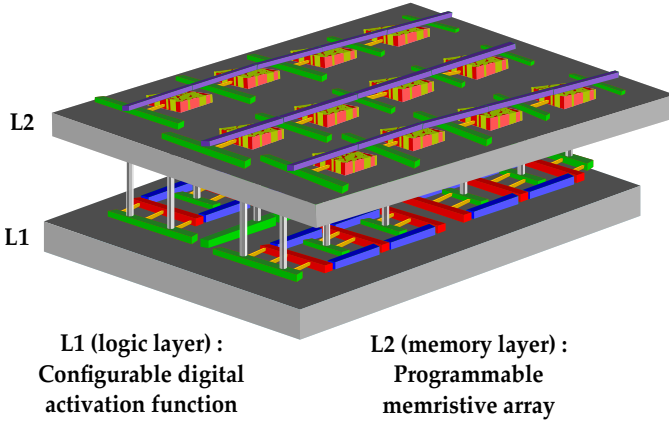 L2
L1
L1 (logic layer) :
Configurable digital
activation function
L2 (memory layer) :
Programmable
memristive array